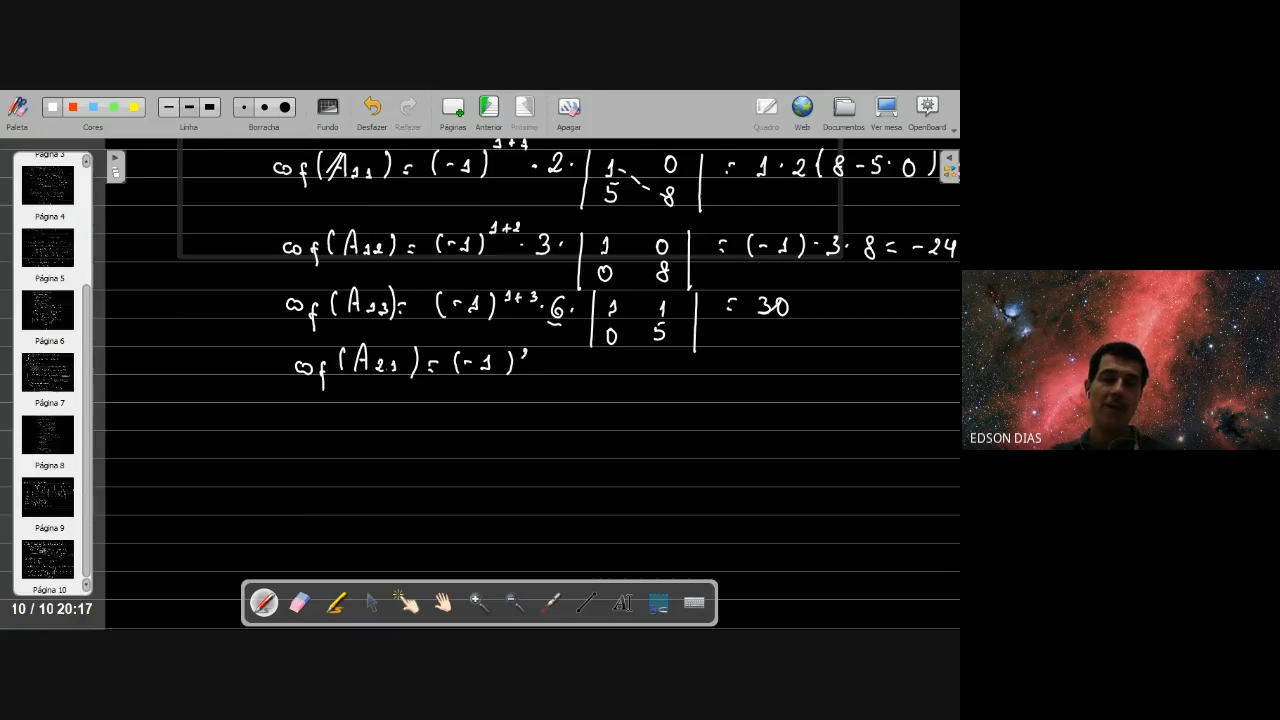 Paleta Cores Linha Borracha Fundo Desfazer Refazer Páginas Anterior Próximo Apagar Quadro Web Documentos Ver mesa OpenBoard
Página 3
Página 4
Página 5
Página 6
Página 7
Página 8
Página 9
Página 10
10 / 10 20:17
cof(A11) = (-1)^1+1 · 2 · | 1 0 | = 1 · 2 (8 - 5 · 0)
5 8
cof(A12) = (-1)^1+2 · 3 · | 1 0 | = (-1) · 3 · 8 = -24
0 8
cof(A13) = (-1)^1+3 · 6 · | 1 1 | = 30
0 5
cof(A21) = (-1)
AI
EDSON DIAS